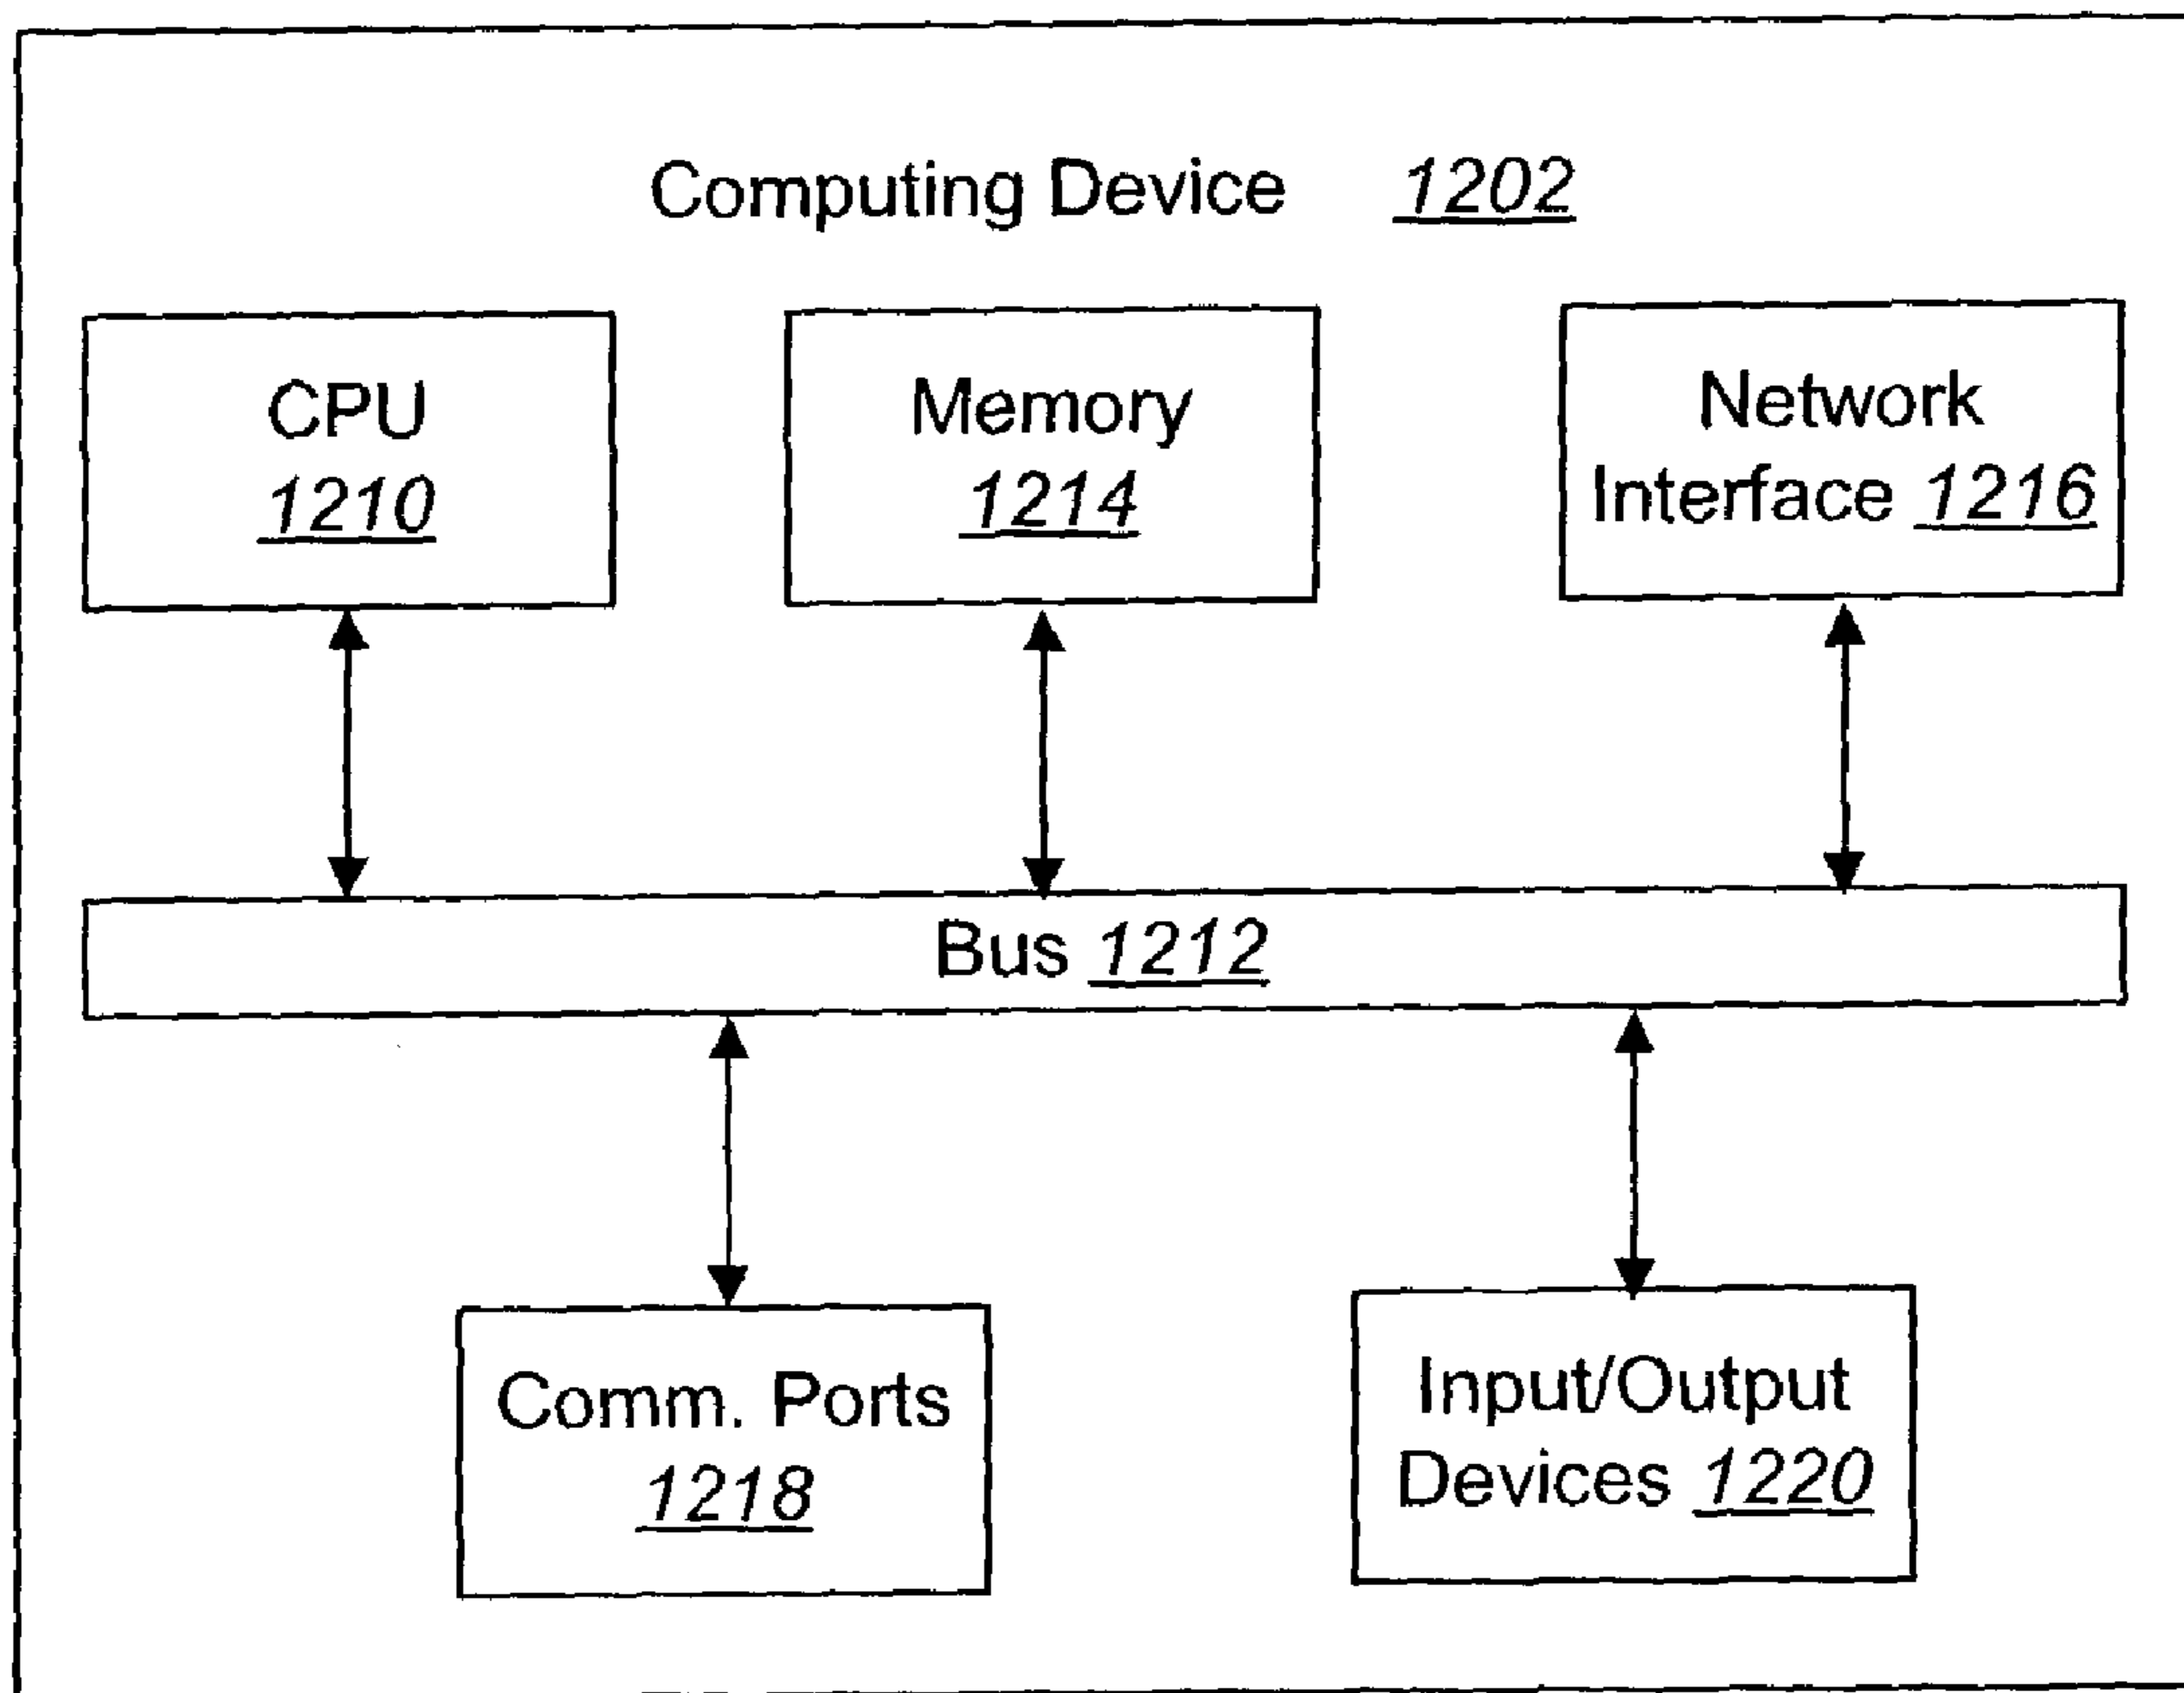 Computing Device 1202
CPU
1210
Memory
1214
Network
Interface 1216
Bus 1212
Comm. Ports
1218
Input/Output
Devices 1220